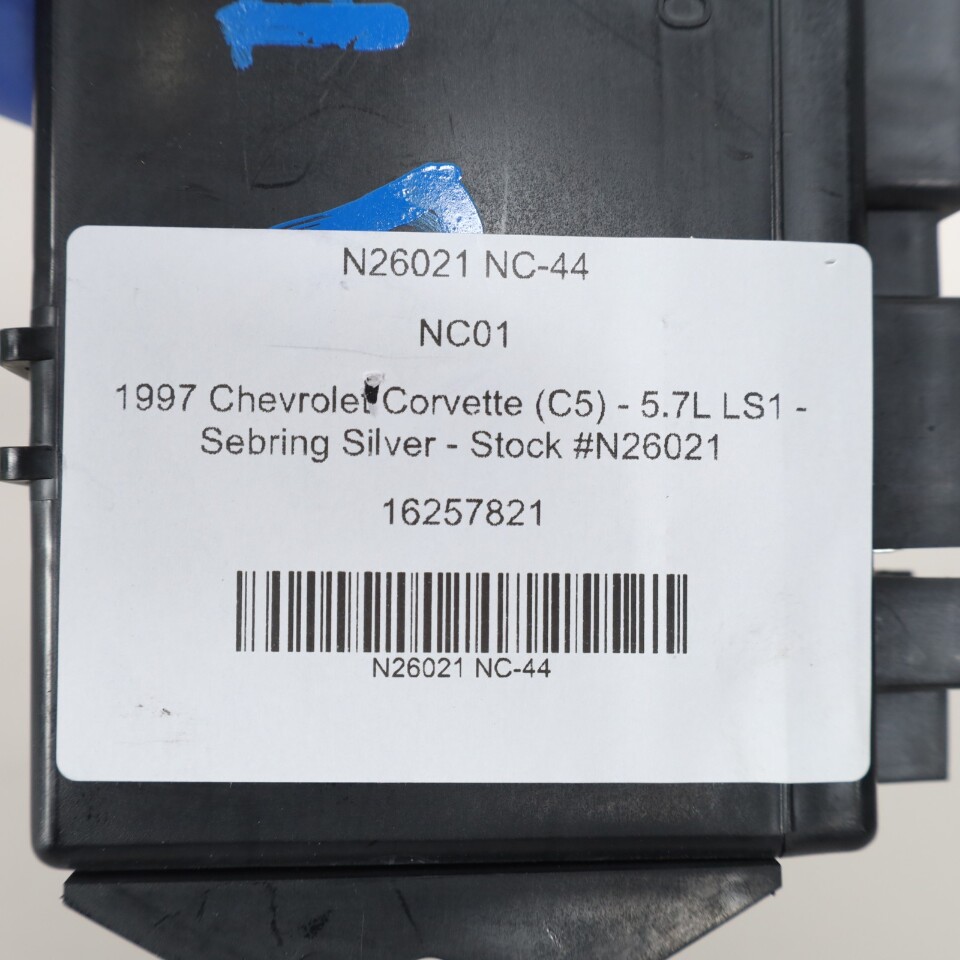 N26021 NC-44
NC01
1997 Chevrolet Corvette (C5) - 5.7L LS1 -
Sebring Silver - Stock #N26021
16257821
N26021 NC-44